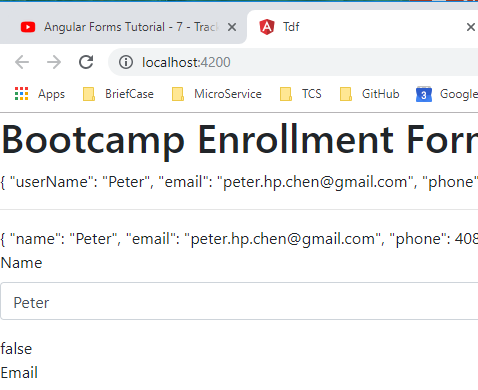 Angular Forms Tutorial - 7 - Track
Tdf
localhost:4200
Apps BriefCase MicroService TCS GitHub 3 Google
Bootcamp Enrollment Form
{ "userName": "Peter", "email": "peter.hp.chen@gmail.com", "phone"
{ "name": "Peter", "email": "peter.hp.chen@gmail.com", "phone": 408
Name
Peter
false
Email